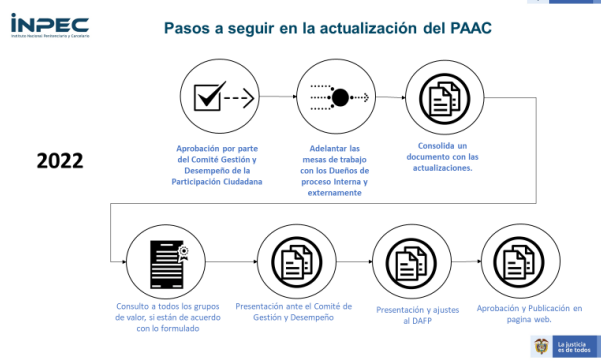 INPEC
Instituto Nacional Penitenciario y Carcelario
Pasos a seguir en la actualización del PAAC
2022
Aprobación por parte
del Comité Gestión y
Desempeño de la
Participación Ciudadana
Adelantar las
mesas de trabajo
con los Dueños de
proceso Interna y
externamente
Consolida un
documento con las
actualizaciones.
Consulto a todos los grupos
de valor, si están de acuerdo
con lo formulado
Presentación ante el Comité de
Gestión y Desempeño
Presentación y ajustes
al DAFP
Aprobación y Publicación en
pagina web.
La justicia
es de todos